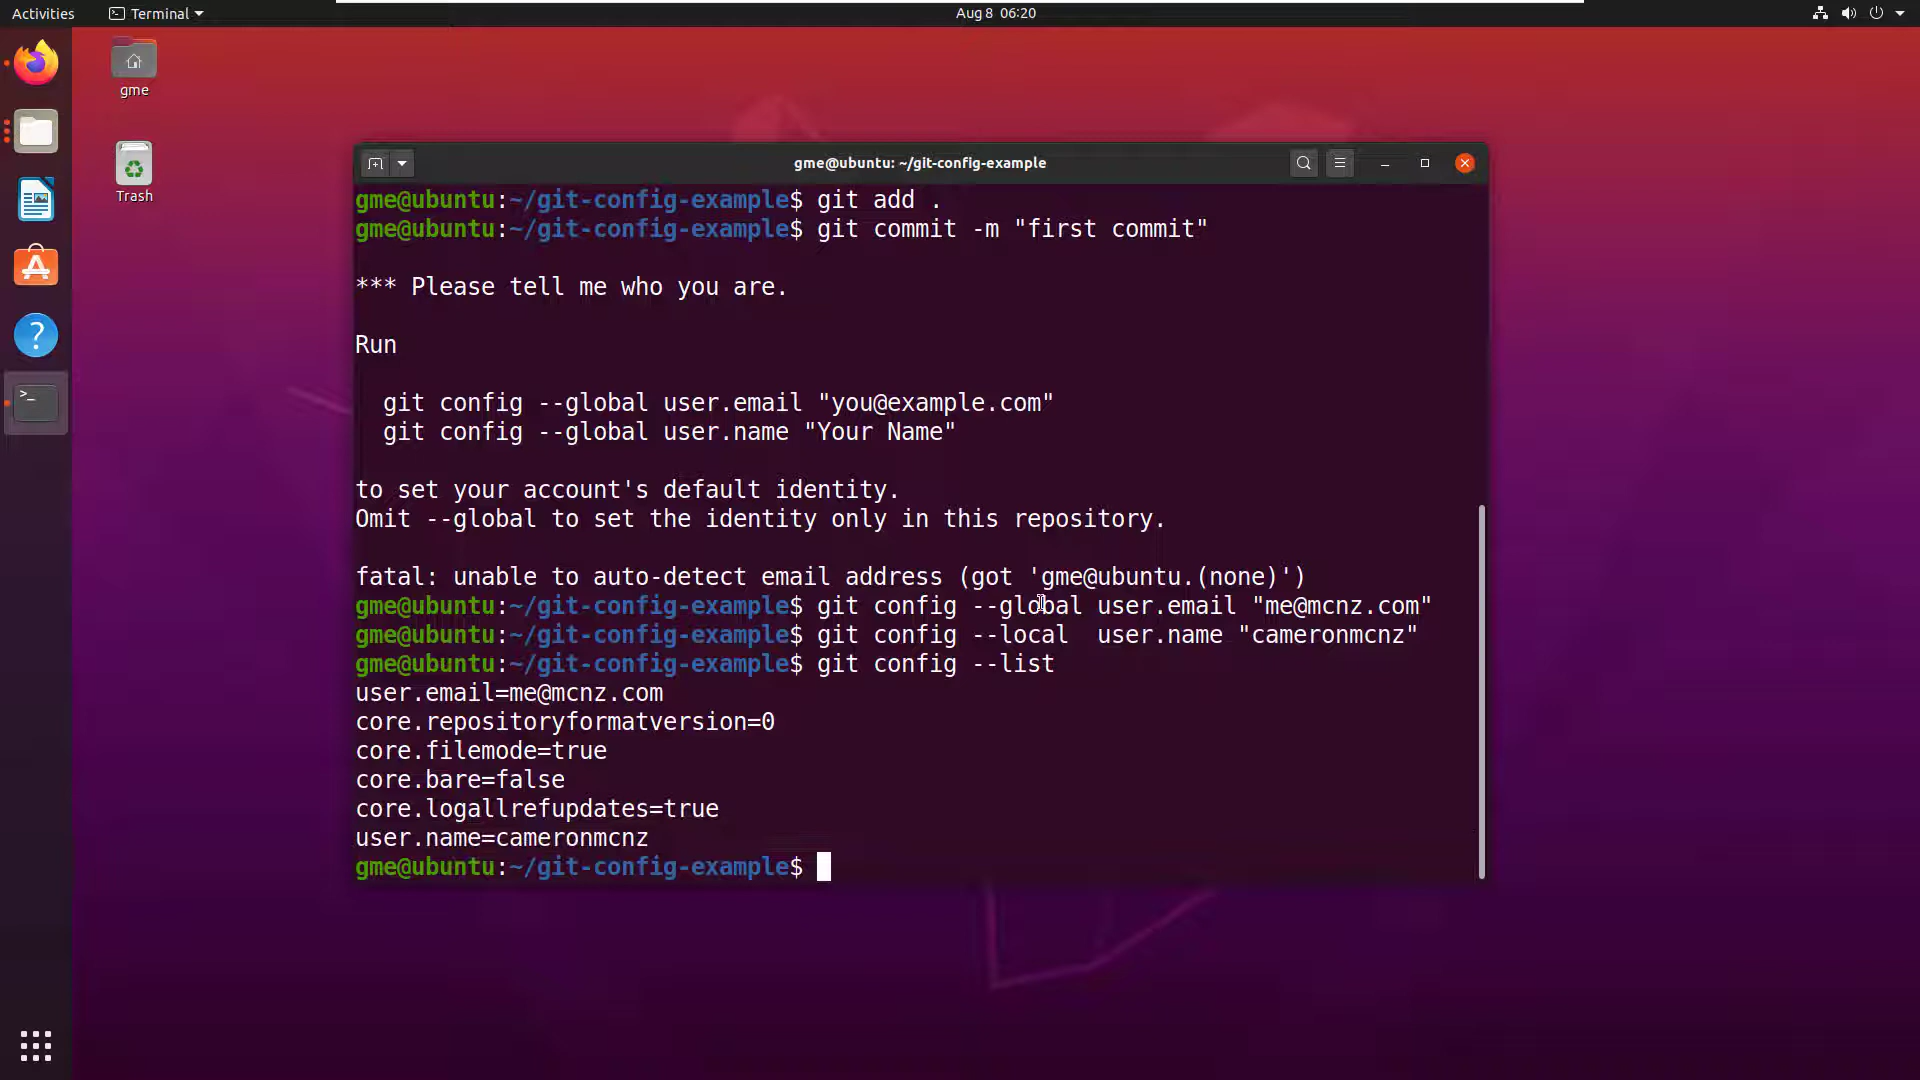 Activities
Terminal
Aug 8 06:20
gme
Trash
gme@ubuntu: ~/git-config-example
gme@ubuntu:~/git-config-example$ git add .
gme@ubuntu:~/git-config-example$ git commit -m "first commit"
*** Please tell me who you are.
Run
git config --global user.email "you@example.com"
git config --global user.name "Your Name"
to set your account's default identity.
Omit --global to set the identity only in this repository.
fatal: unable to auto-detect email address (got 'gme@ubuntu.(none)')
gme@ubuntu:~/git-config-example$ git config --global user.email "me@mcnz.com"
gme@ubuntu:~/git-config-example$ git config --local  user.name "cameronmcnz"
gme@ubuntu:~/git-config-example$ git config --list
user.email=me@mcnz.com
core.repositoryformatversion=0
core.filemode=true
core.bare=false
core.logallrefupdates=true
user.name=cameronmcnz
gme@ubuntu:~/git-config-example$